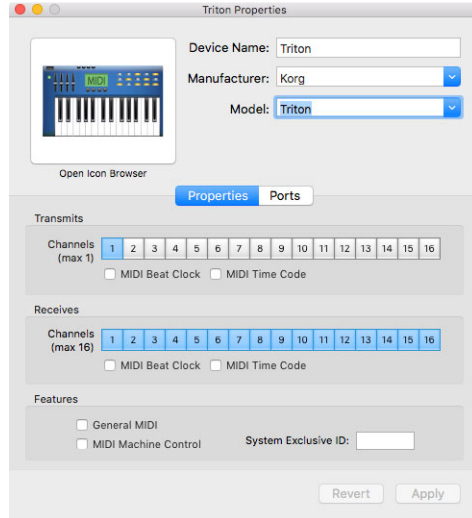 Triton Properties
Device Name: Triton
Manufacturer: Korg
Model: Triton
MIDI
Open Icon Browser
Properties Ports
Transmits
Channels (max 1) 1 2 3 4 5 6 7 8 9 10 11 12 13 14 15 16
MIDI Beat Clock MIDI Time Code
Receives
Channels (max 16) 1 2 3 4 5 6 7 8 9 10 11 12 13 14 15 16
MIDI Beat Clock MIDI Time Code
Features
General MIDI
MIDI Machine Control System Exclusive ID:
Revert Apply